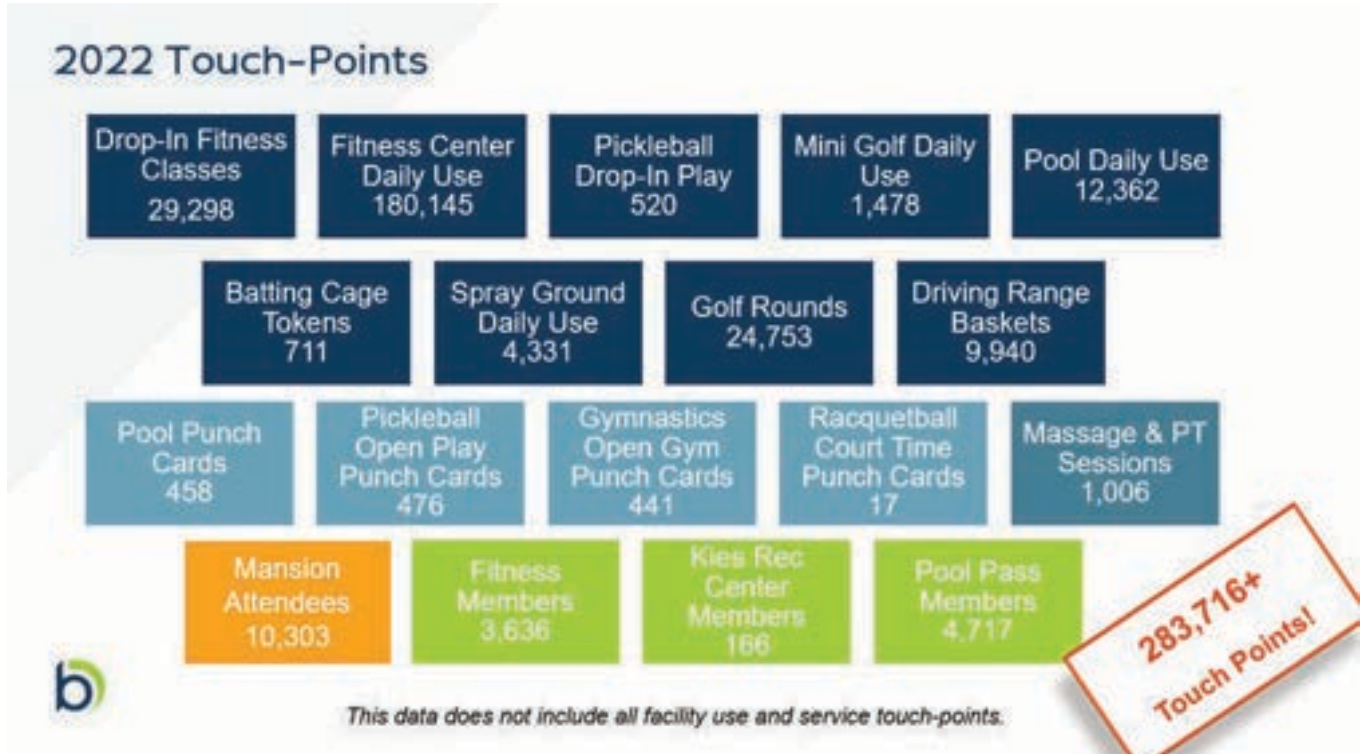 2022 Touch-Points
Drop-In Fitness
Classes
29,298
Fitness Center
Daily Use
180,145
Pickleball
Drop-In Play
520
Mini Golf Daily
Use
1,478
Pool Daily Use
12,362
Batting Cage
Tokens
711
Spray Ground
Daily Use
4,331
Golf Rounds
24,753
Driving Range
Baskets
9,940
Pool Punch
Cards
458
Pickleball
Open Play
Punch Cards
476
Gymnastics
Open Gym
Punch Cards
441
Racquetball
Court Time
Punch Cards
17
Massage & PT
Sessions
1,006
Mansion
Attendees
10,303
Fitness
Members
3,636
Kies Rec
Center
Members
166
Pool Pass
Members
4,717
283,716+
Touch Points!
b
This data does not include all facility use and service touch-points.